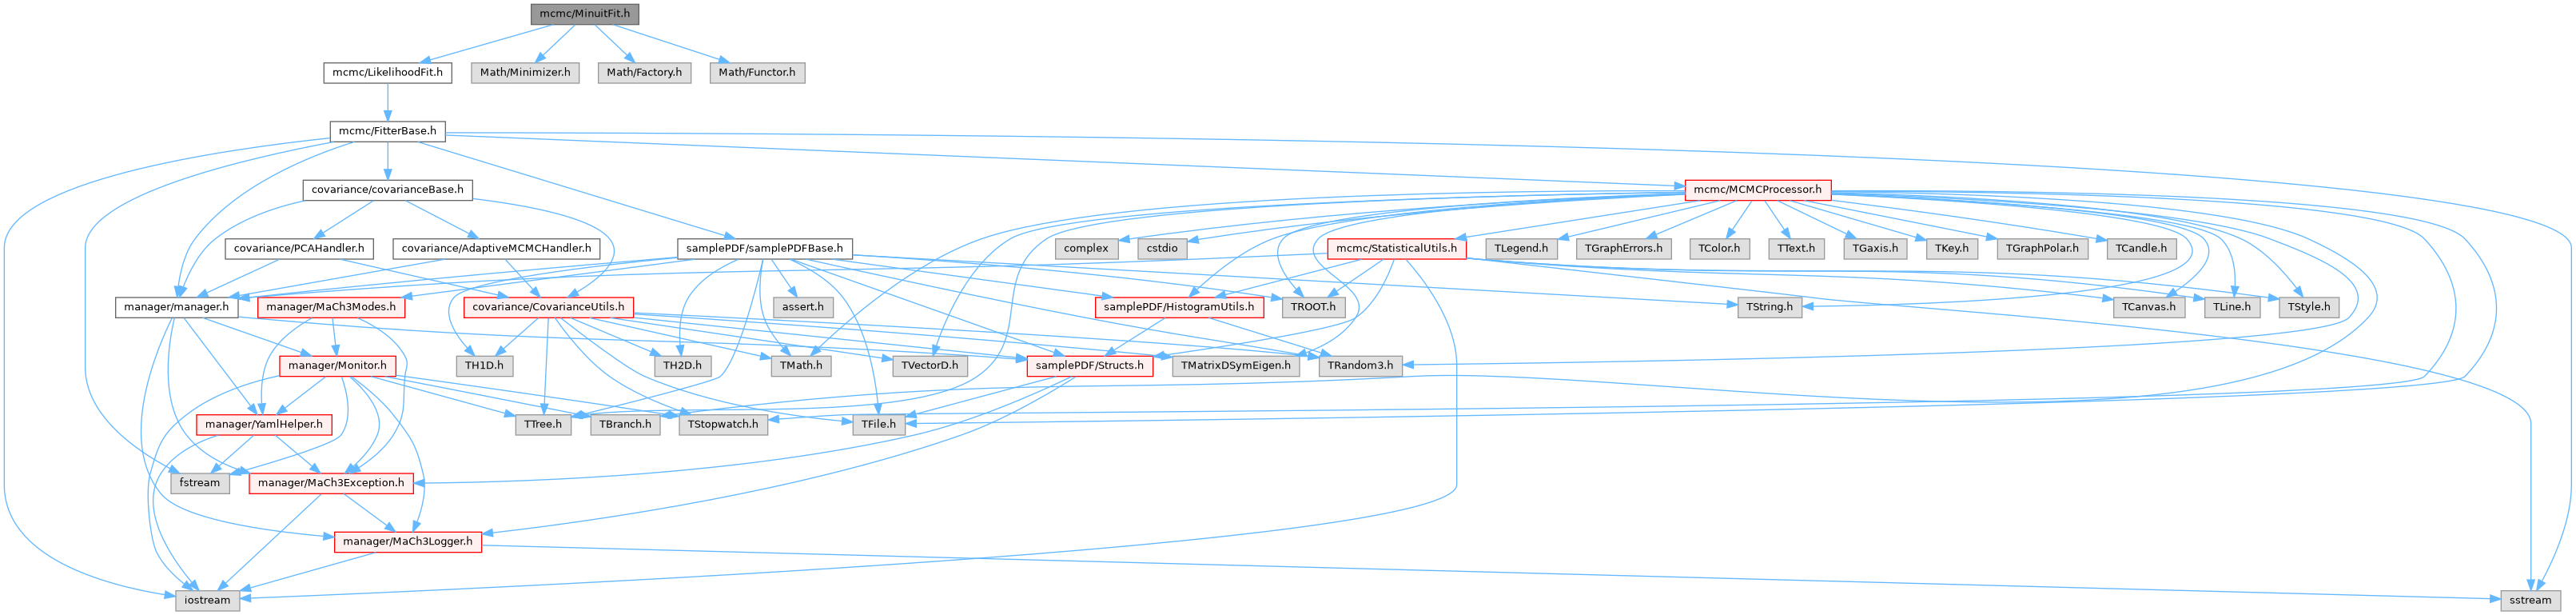 mcmc/MinuitFit.h
mcmc/LikelihoodFit.h
Math/Minimizer.h
Math/Factory.h
Math/Functor.h
mcmc/FitterBase.h
covariance/covarianceBase.h
mcmc/MCMCProcessor.h
covariance/PCAHandler.h
covariance/AdaptiveMCMCHandler.h
samplePDF/samplePDFBase.h
complex
cstdio
mcmc/StatisticalUtils.h
TLegend.h
TGraphErrors.h
TColor.h
TText.h
TGaxis.h
TKey.h
TGraphPolar.h
TCandle.h
manager/manager.h
manager/MaCh3Modes.h
covariance/CovarianceUtils.h
assert.h
samplePDF/HistogramUtils.h
TROOT.h
TString.h
TCanvas.h
TLine.h
TStyle.h
manager/Monitor.h
TH1D.h
TH2D.h
TMath.h
TVectorD.h
samplePDF/Structs.h
TMatrixDSymEigen.h
TRandom3.h
manager/YamlHelper.h
TTree.h
TBranch.h
TStopwatch.h
TFile.h
fstream
manager/MaCh3Exception.h
manager/MaCh3Logger.h
iostream
sstream